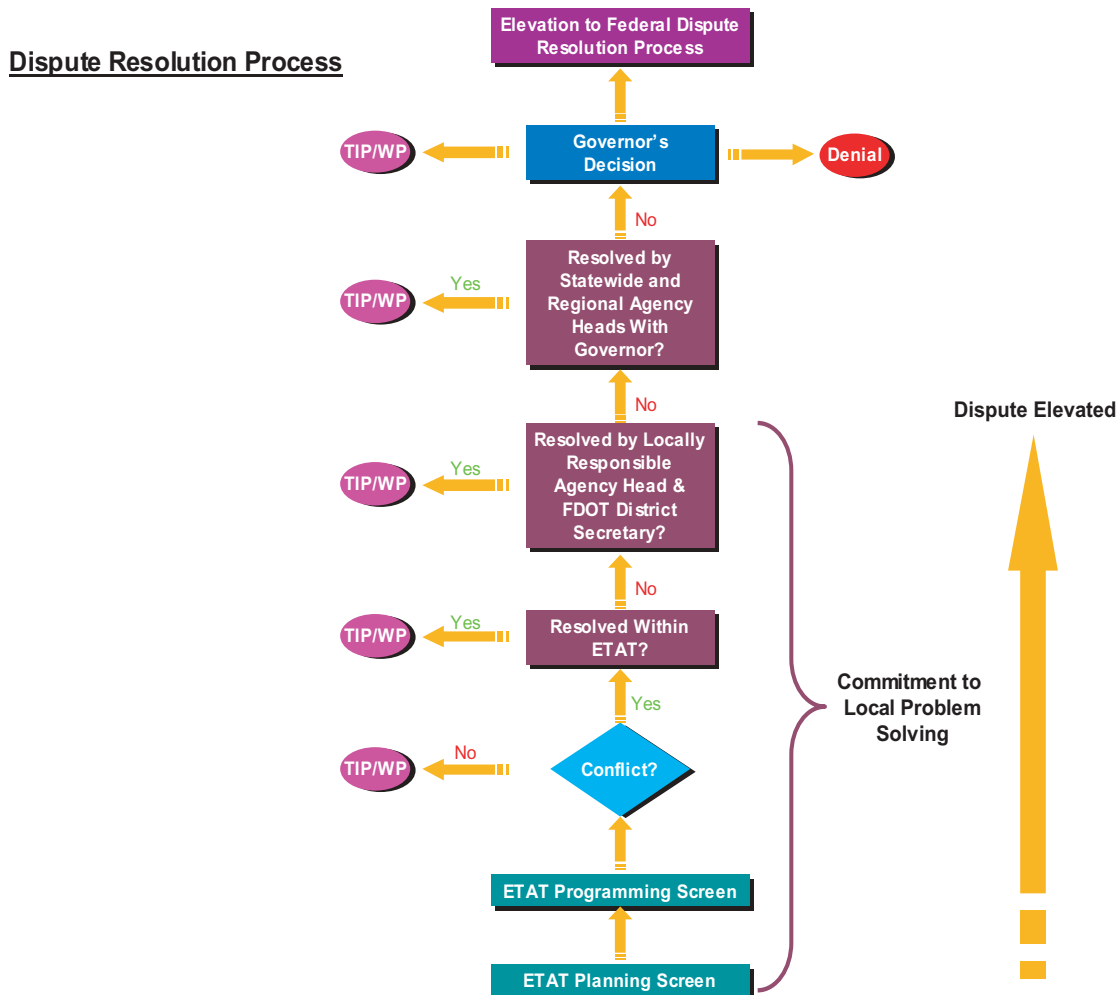 Elevation to Federal Dispute
Resolution Process
Dispute Resolution Process
TIP/WP
Governor's
Decision
Denial
No
TIP/WP
Yes
Resolved by
Statewide and
Regional Agency
Heads With
Governor?
No
Dispute Elevated
TIP/WP
Yes
Resolved by Locally
Responsible
Agency Head &
FDOT District
Secretary?
No
TIP/WP
Yes
Resolved Within
ETAT?
Commitment to
Local Problem
Solving
Yes
TIP/WP
No
Conflict?
ETAT Programming Screen
ETAT Planning Screen